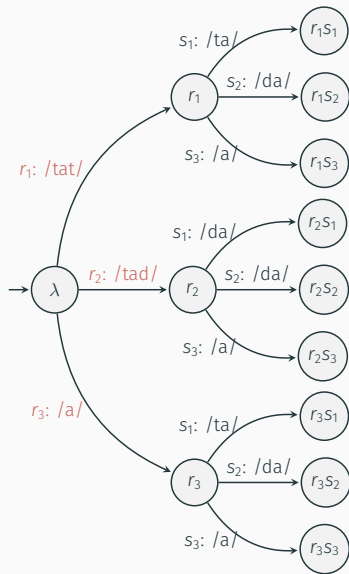 s₁: /ta/
r₁s₁
r₁
s₂: /da/
r₁s₂
s₃: /a/
r₁s₃
r₁: /tat/
s₁: /da/
r₂s₁
λ
r₂: /tad/
r₂
s₂: /da/
r₂s₂
s₃: /a/
r₂s₃
r₃: /a/
s₁: /ta/
r₃s₁
r₃
s₂: /da/
r₃s₂
s₃: /a/
r₃s₃